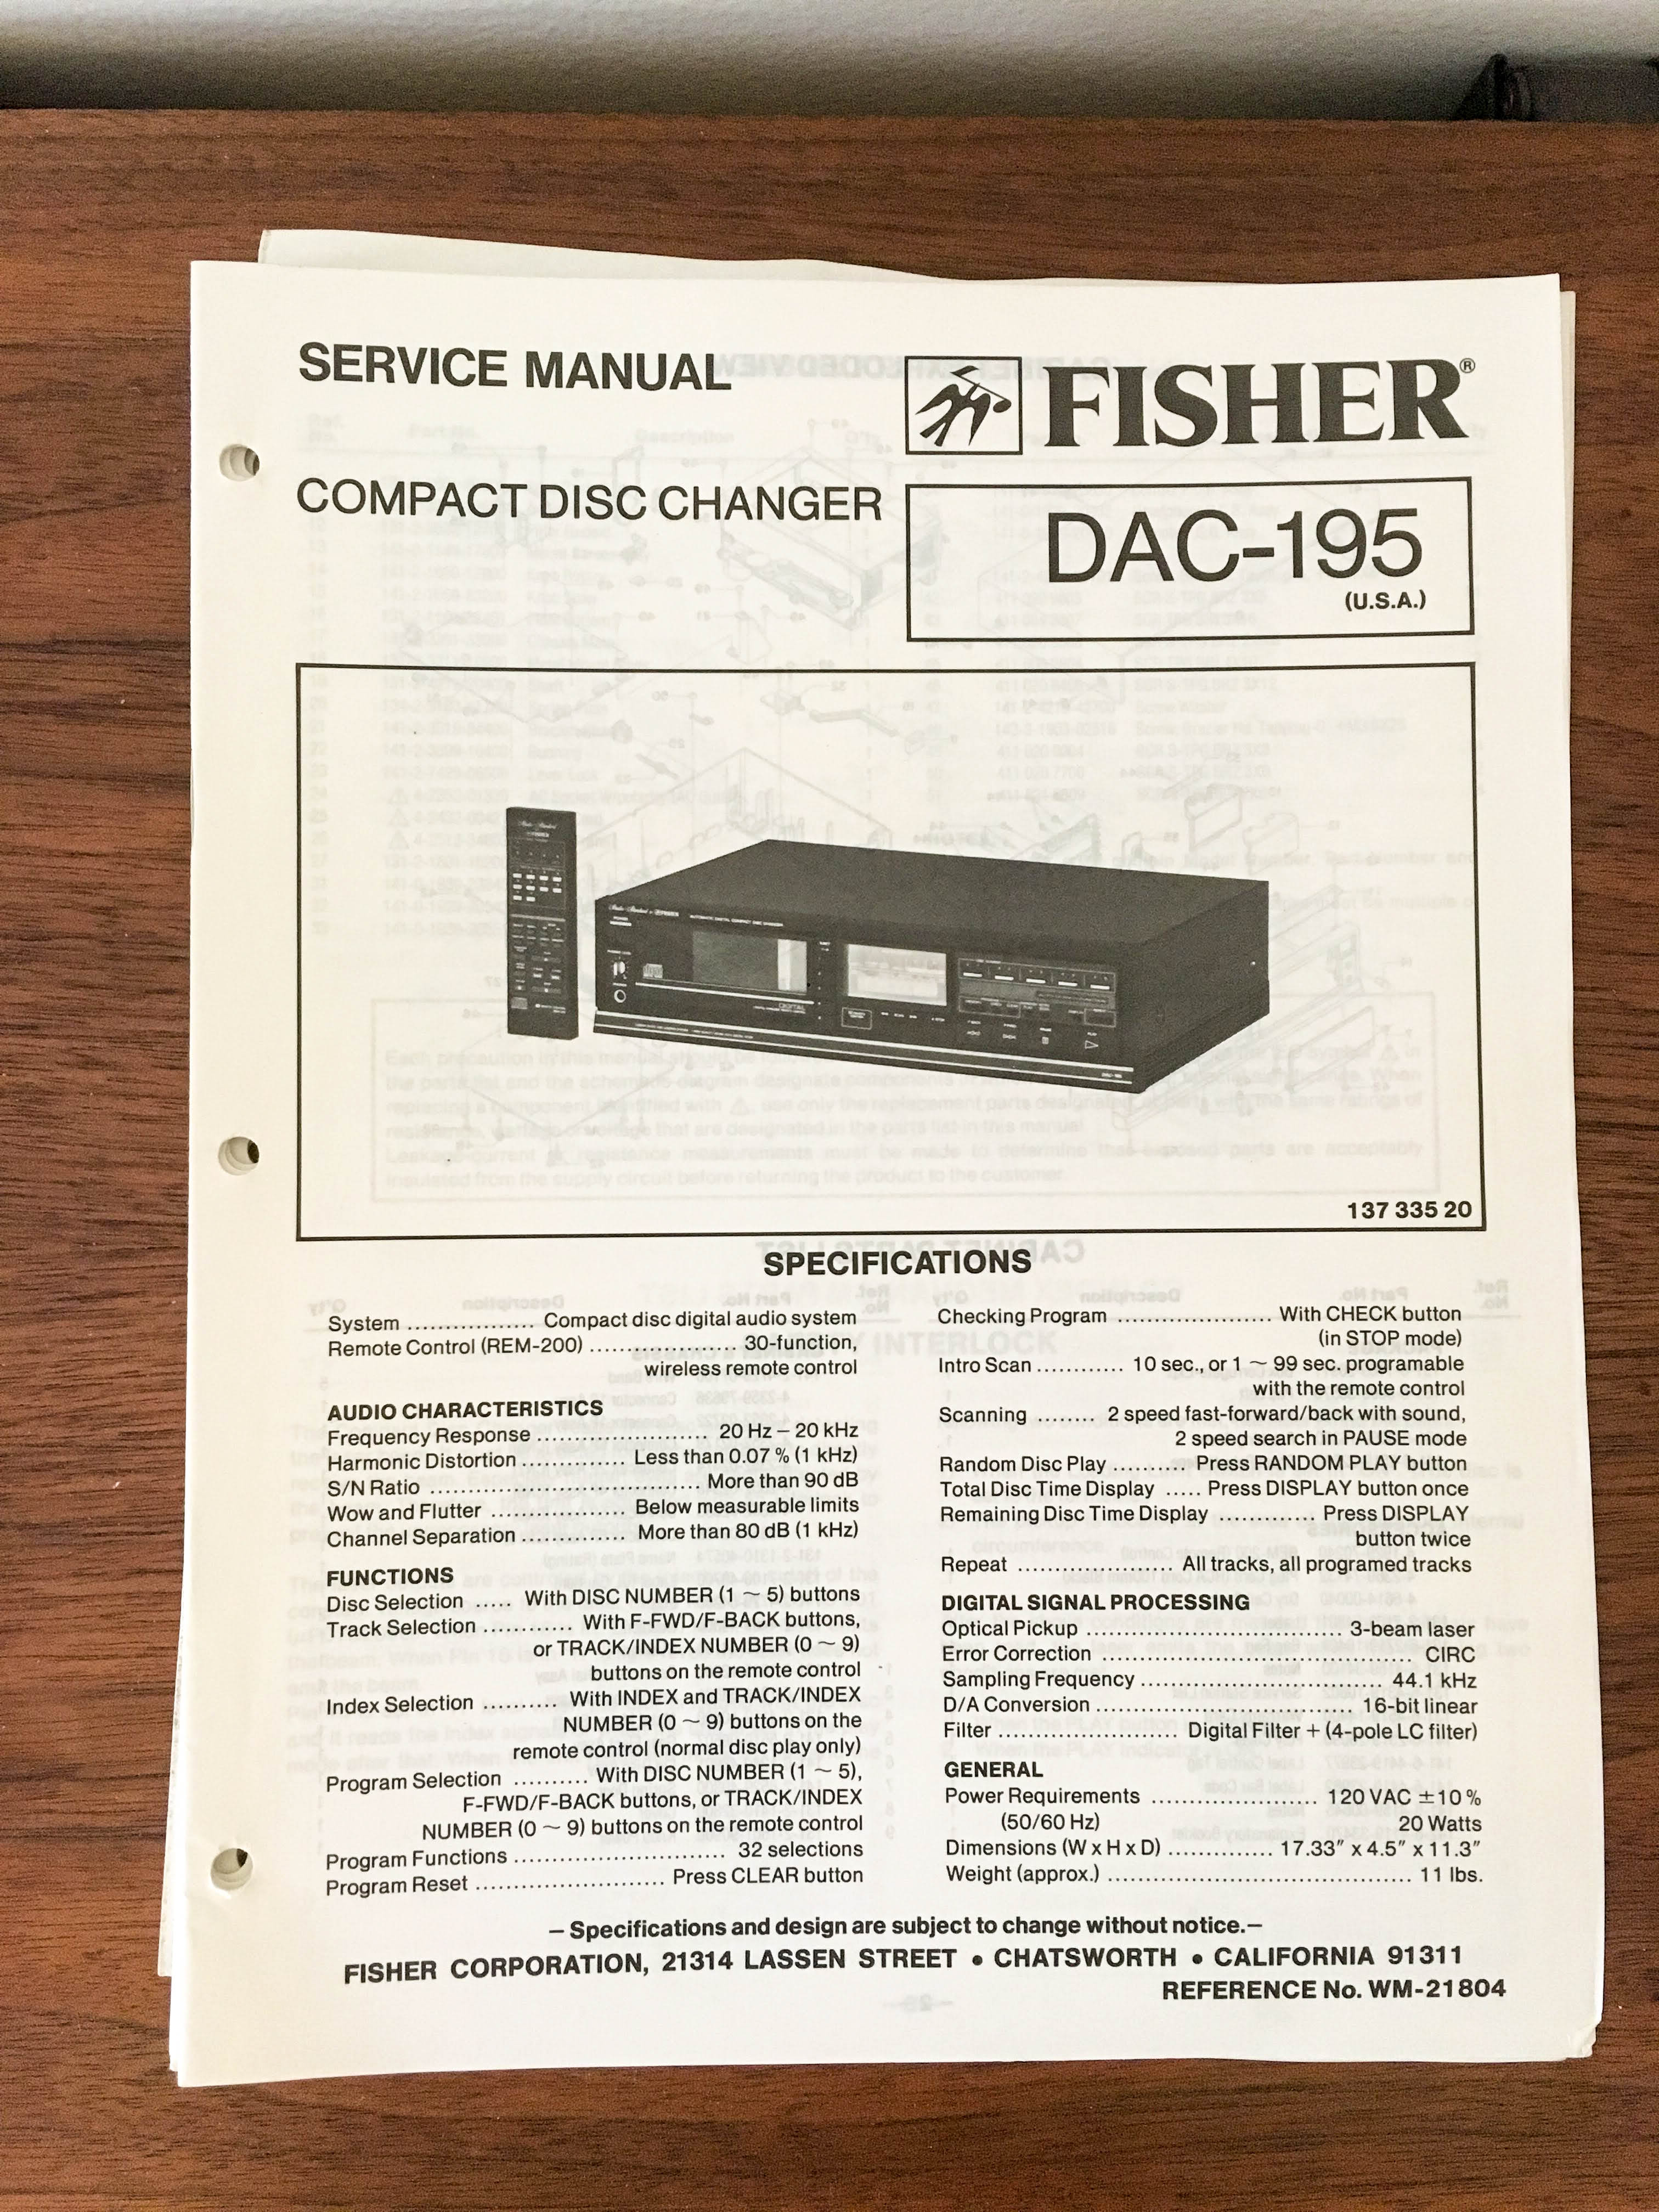 SERVICE MANUAL
FISHER®
COMPACT DISC CHANGER
DAC-195
(U.S.A.)
137 335 20
SPECIFICATIONS
System ................. Compact disc digital audio system
Remote Control (REM-200) .................. 30-function,
wireless remote control
AUDIO CHARACTERISTICS
Frequency Response ........................ 20 Hz – 20 kHz
Harmonic Distortion .............. Less than 0.07 % (1 kHz)
S/N Ratio ...................................... More than 90 dB
Wow and Flutter .................. Below measurable limits
Channel Separation .............. More than 80 dB (1 kHz)
FUNCTIONS
Disc Selection ..... With DISC NUMBER (1 ~ 5) buttons
Track Selection ............ With F-FWD/F-BACK buttons,
or TRACK/INDEX NUMBER (0 ~ 9)
buttons on the remote control
Index Selection .......... With INDEX and TRACK/INDEX
NUMBER (0 ~ 9) buttons on the
remote control (normal disc play only)
Program Selection .......... With DISC NUMBER (1 ~ 5),
F-FWD/F-BACK buttons, or TRACK/INDEX
NUMBER (0 ~ 9) buttons on the remote control
Program Functions ............................ 32 selections
Program Reset ......................... Press CLEAR button
Checking Program ..................... With CHECK button
(in STOP mode)
Intro Scan ............ 10 sec., or 1 ~ 99 sec. programable
with the remote control
Scanning ........ 2 speed fast-forward/back with sound,
2 speed search in PAUSE mode
Random Disc Play .......... Press RANDOM PLAY button
Total Disc Time Display ..... Press DISPLAY button once
Remaining Disc Time Display ............. Press DISPLAY
button twice
Repeat ..................... All tracks, all programed tracks
DIGITAL SIGNAL PROCESSING
Optical Pickup ................................... 3-beam laser
Error Correction ........................................... CIRC
Sampling Frequency ................................. 44.1 kHz
D/A Conversion ................................... 16-bit linear
Filter ......................... Digital Filter + (4-pole LC filter)
GENERAL
Power Requirements ....................... 120 VAC ±10 %
(50/60 Hz) 20 Watts
Dimensions (W x H x D) .............. 17.33″ x 4.5″ x 11.3″
Weight (approx.) .......................................... 11 lbs.
– Specifications and design are subject to change without notice.–
FISHER CORPORATION, 21314 LASSEN STREET • CHATSWORTH • CALIFORNIA 91311
REFERENCE No. WM-21804